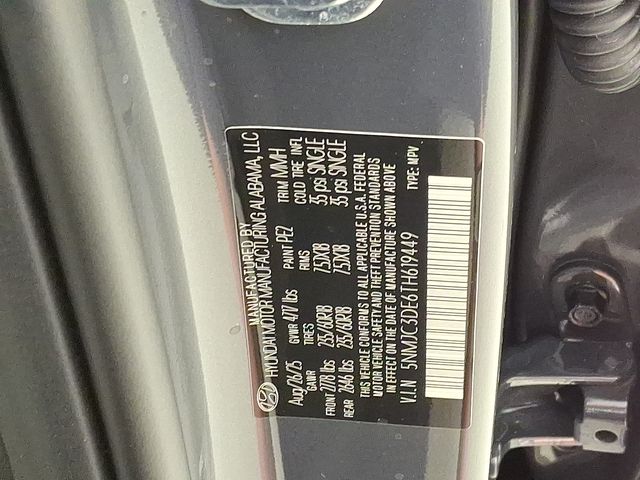 MANUFACTURED BY
HYUNDAI MOTOR MANUFACTURING ALABAMA, LLC
Aug/26/25 GVWR 4717 lbs PAINT PE2 TRIM MMH
GAWR TIRES RIMS COLD TIRE INFL
FRONT 2778 lbs 235/60R18 7.5JX18 35 psi SINGLE
REAR 2646 lbs 235/60R18 7.5JX18 35 psi SINGLE
THIS VEHICLE CONFORMS TO ALL APPLICABLE U.S.A. FEDERAL
MOTOR VEHICLE SAFETY AND THEFT PREVENTION STANDARDS
IN EFFECT ON THE DATE OF MANUFACTURE SHOWN ABOVE
V.I.N 5NMJC3DE6TH619449 TYPE: MPV